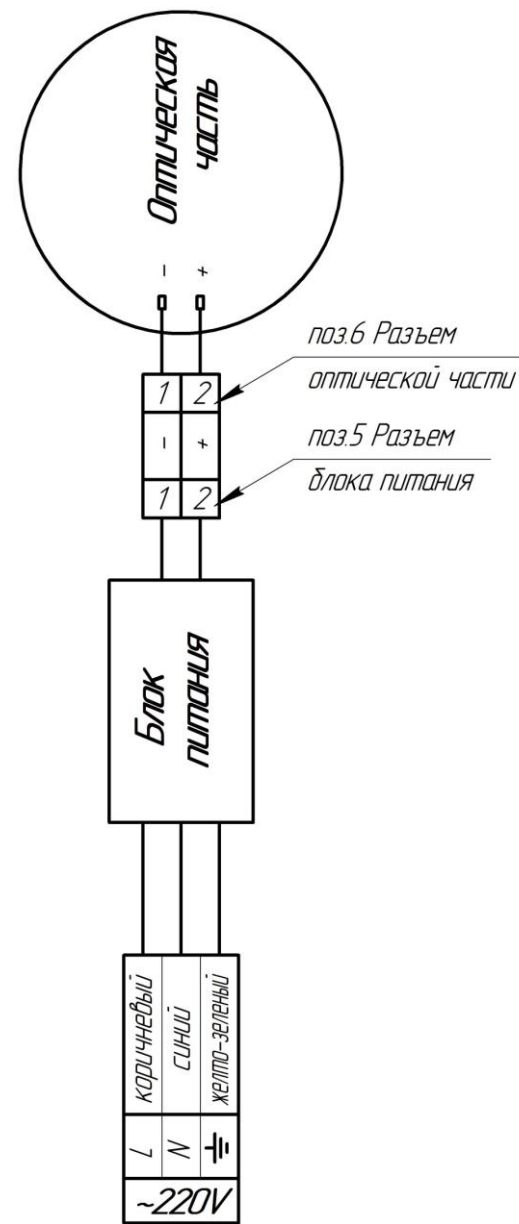 Оптическая
часть
- +
поз.6 Разъем
оптической части
1 2
- +
поз.5 Разъем
блока питания
1 2
Блок
питания
коричневый
синий
желто-зеленый
L
N
~220V